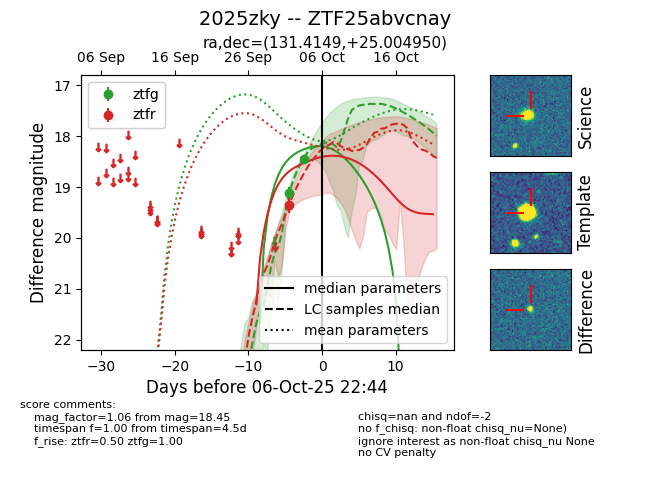 2025zky -- ZTF25abvcnay
ra,dec=(131.4149,+25.004950)
06 Sep 16 Sep 26 Sep 06 Oct 16 Oct
ztfg
ztfr
17
18
19
20
21
22
Difference magnitude
median parameters
LC samples median
mean parameters
−30 −20 −10 0 10
Days before 06-Oct-25 22:44
Science
Template
Difference
score comments:
mag_factor=1.06 from mag=18.45
timespan f=1.00 from timespan=4.5d
f_rise: ztfr=0.50 ztfg=1.00
chisq=nan and ndof=-2
no f_chisq: non-float chisq_nu=None)
ignore interest as non-float chisq_nu None
no CV penalty